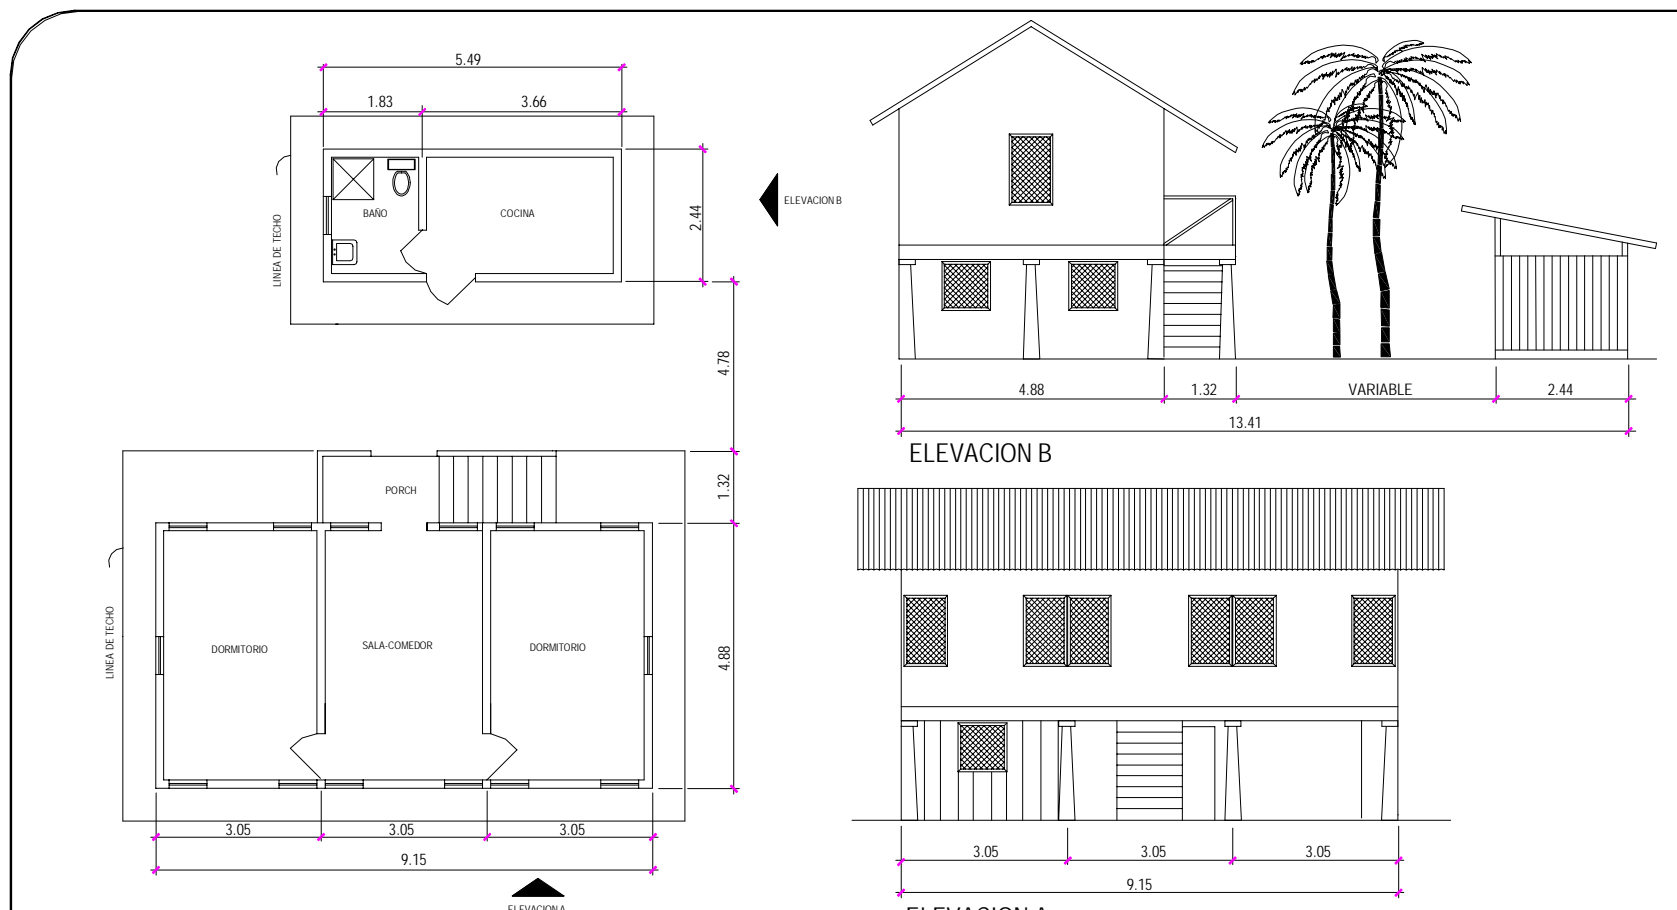 5.49
1.83
3.66
BAÑO
COCINA
2.44
LINEA DE TECHO
ELEVACION B
4.78
PORCH
1.32
DORMITORIO
SALA-COMEDOR
DORMITORIO
4.88
LINEA DE TECHO
3.05
3.05
3.05
9.15
ELEVACION A
4.88
1.32
VARIABLE
2.44
13.41
ELEVACION B
3.05
3.05
3.05
9.15
ELEVACION A